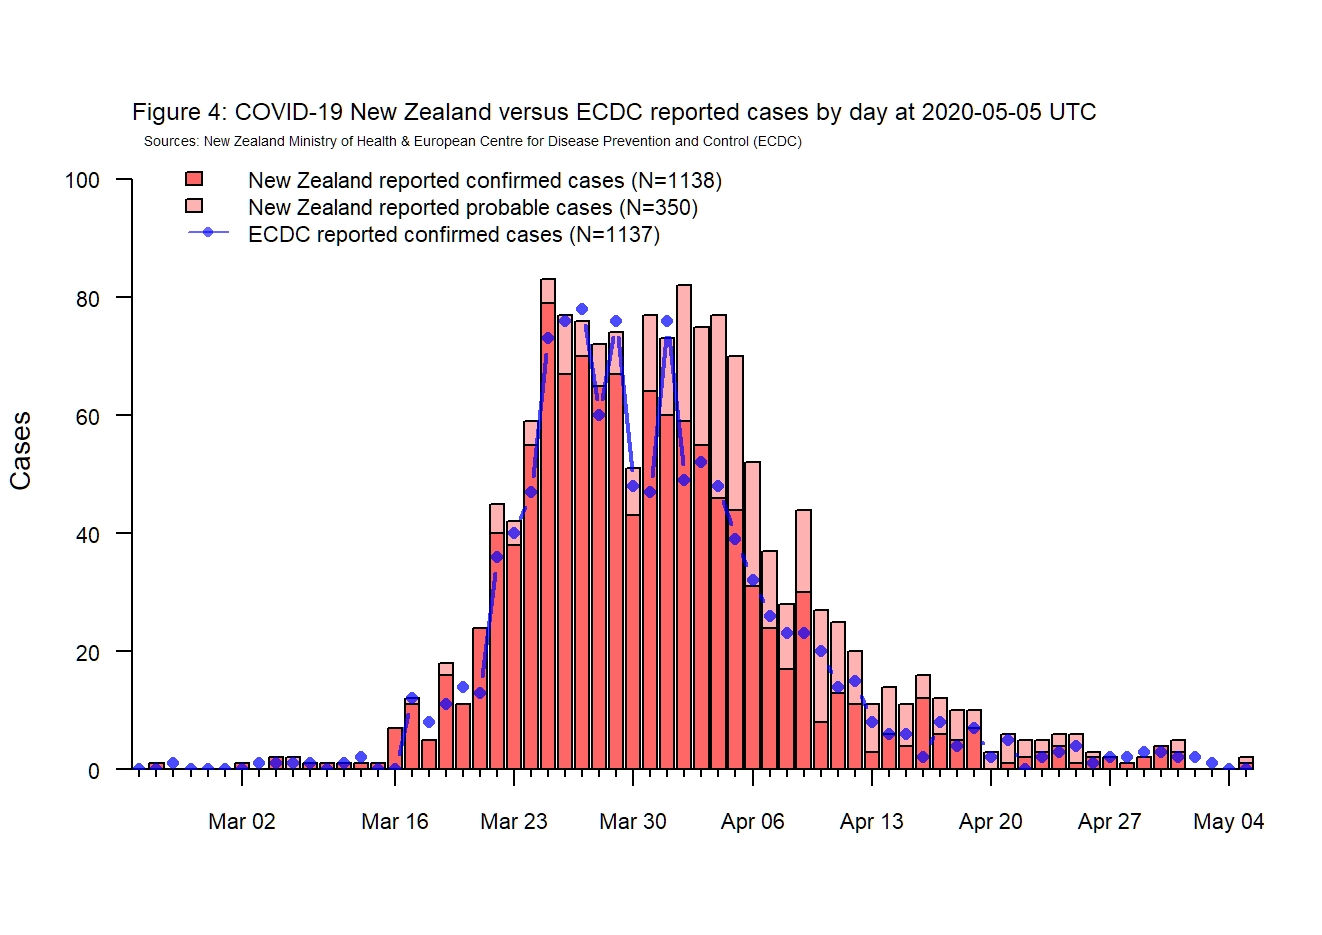 Figure 4: COVID-19 New Zealand versus ECDC reported cases by day at 2020-05-05 UTC
Sources: New Zealand Ministry of Health & European Centre for Disease Prevention and Control (ECDC)
New Zealand reported confirmed cases (N=1138)
New Zealand reported probable cases (N=350)
ECDC reported confirmed cases (N=1137)
100
80
60
40
20
0
Cases
Mar 02 Mar 16 Mar 23 Mar 30 Apr 06 Apr 13 Apr 20 Apr 27 May 04